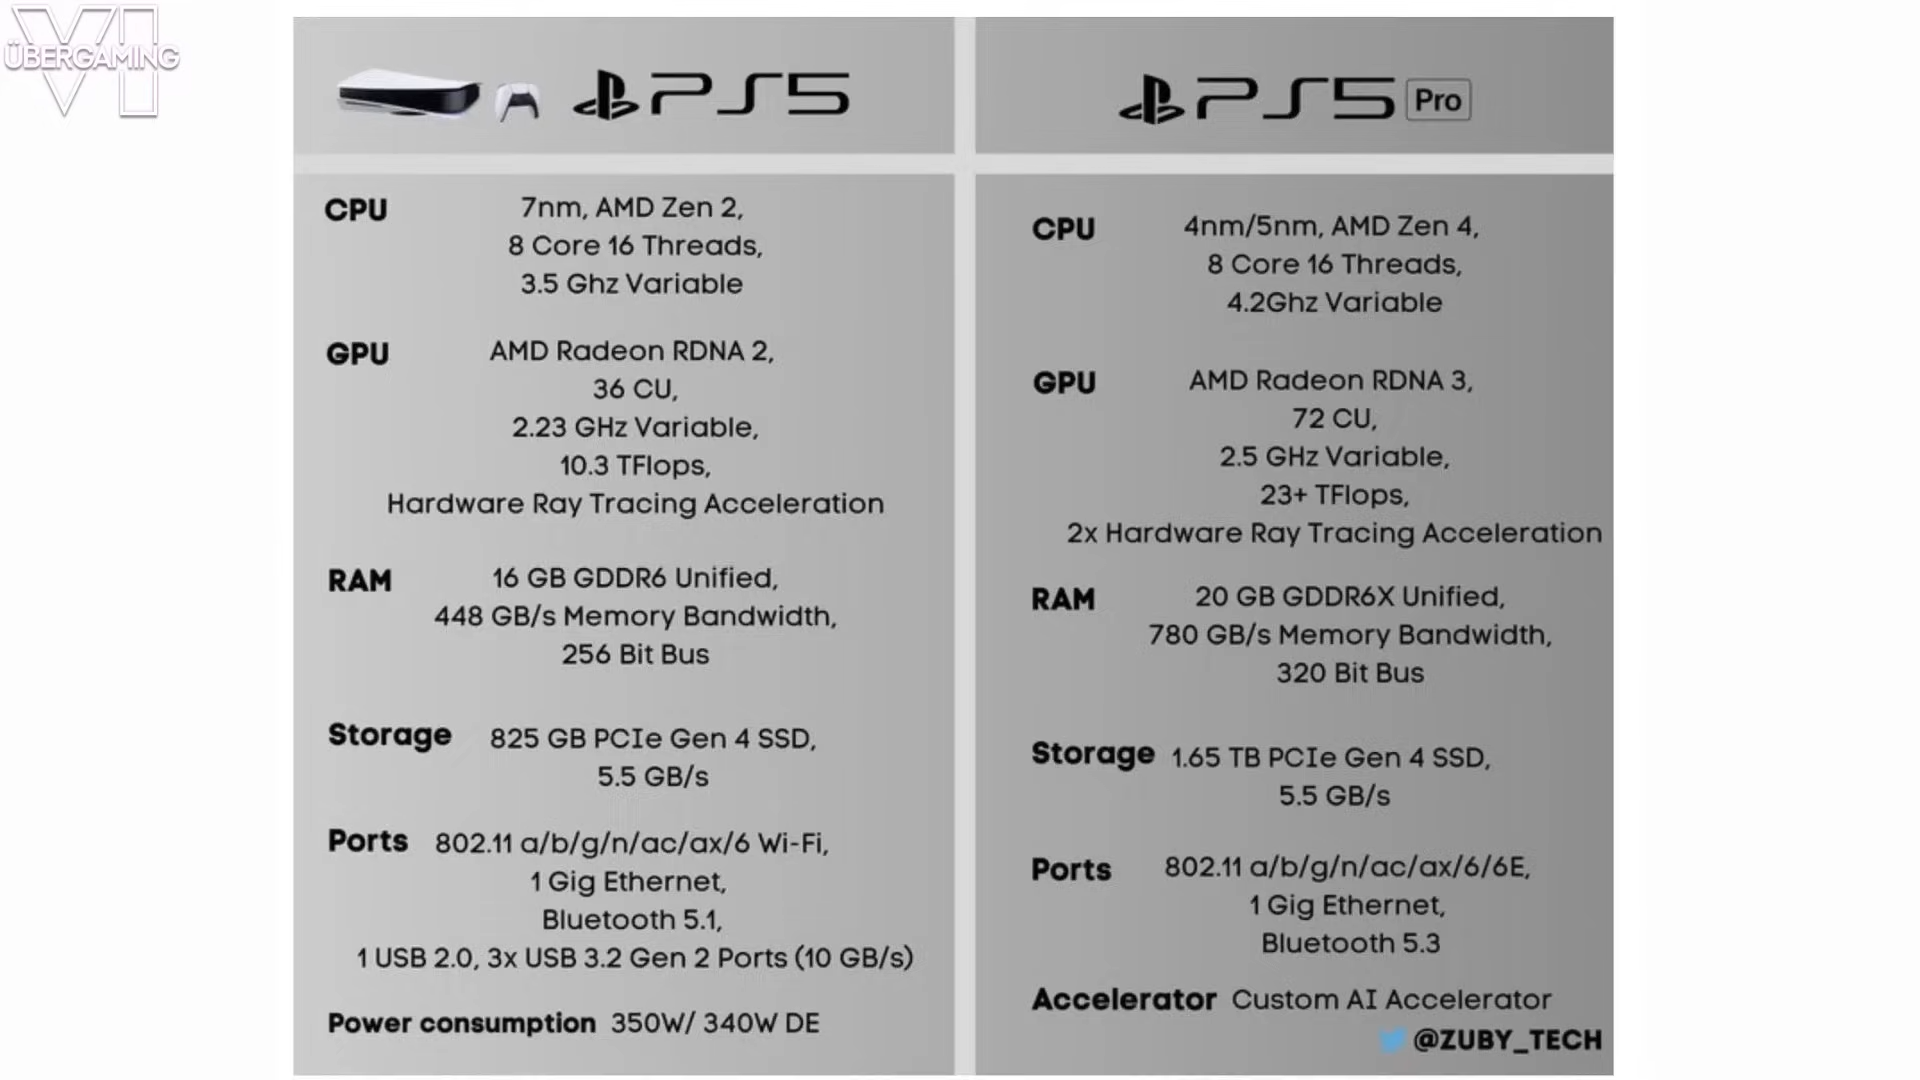 VI
ÜBERGAMING
PS5
CPU
7nm, AMD Zen 2,
8 Core 16 Threads,
3.5 Ghz Variable
GPU
AMD Radeon RDNA 2,
36 CU,
2.23 GHz Variable,
10.3 TFlops,
Hardware Ray Tracing Acceleration
RAM
16 GB GDDR6 Unified,
448 GB/s Memory Bandwidth,
256 Bit Bus
Storage
825 GB PCIe Gen 4 SSD,
5.5 GB/s
Ports
802.11 a/b/g/n/ac/ax/6 Wi-Fi,
1 Gig Ethernet,
Bluetooth 5.1,
1 USB 2.0, 3x USB 3.2 Gen 2 Ports (10 GB/s)
Power consumption 350W/ 340W DE
PS5 Pro
CPU
4nm/5nm, AMD Zen 4,
8 Core 16 Threads,
4.2Ghz Variable
GPU
AMD Radeon RDNA 3,
72 CU,
2.5 GHz Variable,
23+ TFlops,
2x Hardware Ray Tracing Acceleration
RAM
20 GB GDDR6X Unified,
780 GB/s Memory Bandwidth,
320 Bit Bus
Storage
1.65 TB PCIe Gen 4 SSD,
5.5 GB/s
Ports
802.11 a/b/g/n/ac/ax/6/6E,
1 Gig Ethernet,
Bluetooth 5.3
Accelerator Custom AI Accelerator
@ZUBY_TECH